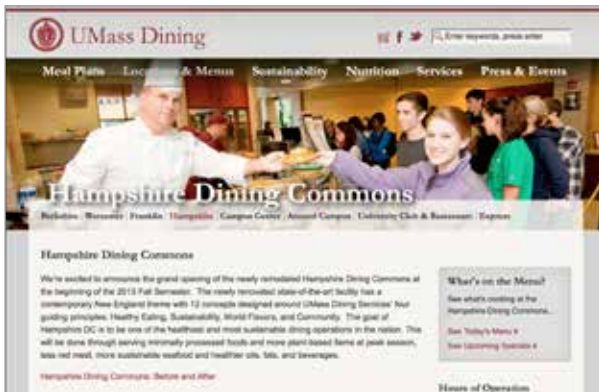 UMass Dining
Enter keywords, press enter
Meal Plans Locations & Menus Sustainability Nutrition Services Press & Events
Hampshire Dining Commons
Berkshire Worcester Franklin Hampshire Campus Center Around Campus University Club & Restaurant Express
Hampshire Dining Commons
We're excited to announce the grand opening of the newly remodeled Hampshire Dining Commons at
the beginning of the 2013 Fall Semester. The newly renovated state-of-the-art facility has a
contemporary New England theme with 12 concepts designed around UMass Dining Services' four
guiding principles: Healthy Eating, Sustainability, World Flavors, and Community. The goal of
Hampshire DC is to be one of the healthiest and most sustainable dining operations in the nation. This
will be done through serving minimally processed foods and more plant-based items at peak season,
less red meat, more sustainable seafood and healthier oils, fats, and beverages.
Hampshire Dining Commons: Before and After
What's on the Menu?
See what's cooking at the
Hampshire Dining Commons.
See Today's Menu
See Upcoming Specials
Hours of Operation